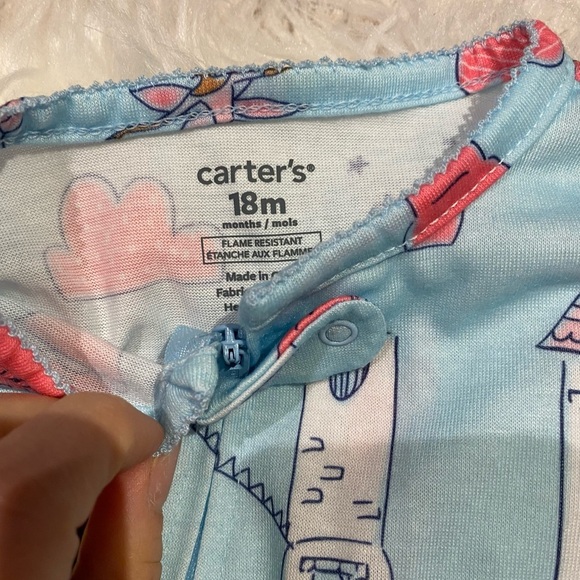 carter's®
18m
months / mois
FLAME RESISTANT
ÉTANCHE AUX FLAMMES
Made in